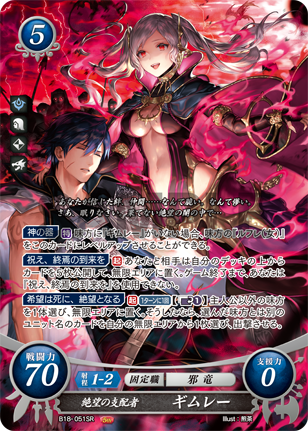 5
あなたが信じた絆、仲間……なんて脆い、なんて儚い。
さあ、眠りなさい。果てない絶望の闇の中で…
神の器 特 味方に『ギムレー』がいない場合、味方の『ルフレ(女)』
をこのカードにレベルアップさせることができる。
祝え、終焉の到来を 起 あなたと相手は自分のデッキの上から
カードを5枚公開して、無限エリアに置く。ゲーム終了まで、あなたは
『祝え、終焉の到来を』を使用できない。
希望は死に、絶望となる 起 1ターンに1回 主人公以外の味方
を1体選び、無限エリアに置く。そうしたなら、選んだ味方とは別の
ユニット名のカードを自分の無限エリアから1枚選び、出撃させる。
戦闘力
70
射程 1-2 固定職 邪竜
絶望の支配者 ギムレー
支援力
0
B18-051SR